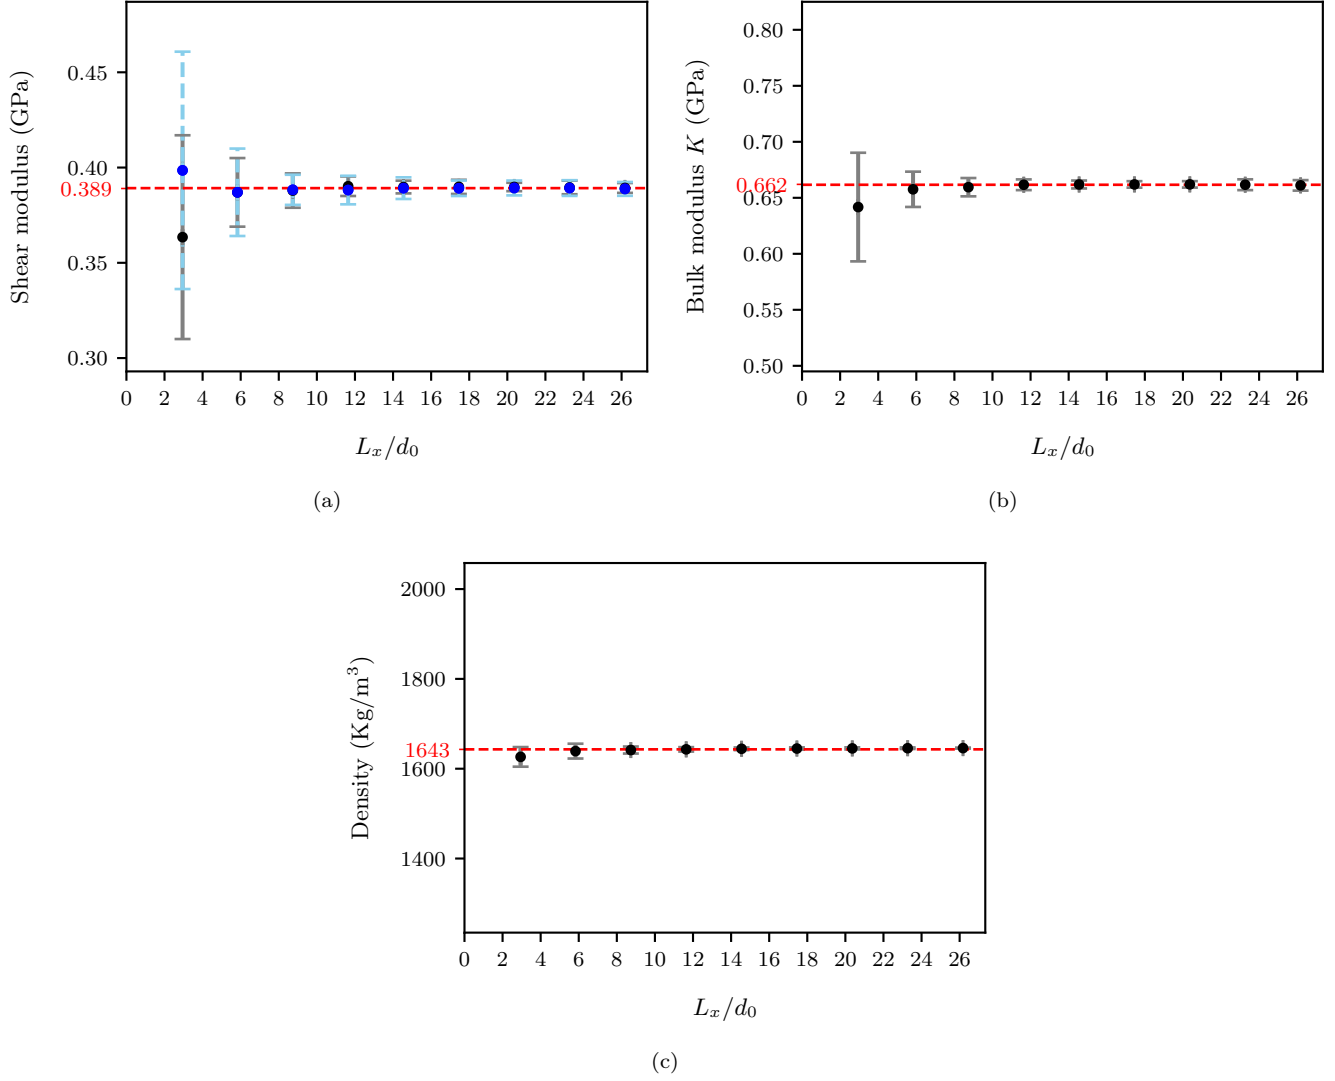 Shear modulus (GPa)
0.45
0.40
0.389
0.35
0.30
0 2 4 6 8 10 12 14 16 18 20 22 24 26
L_x/d_0
(a)
Bulk modulus K (GPa)
0.80
0.75
0.70
0.662
0.65
0.60
0.55
0.50
0 2 4 6 8 10 12 14 16 18 20 22 24 26
L_x/d_0
(b)
Density (Kg/m³)
2000
1800
1643
1600
1400
0 2 4 6 8 10 12 14 16 18 20 22 24 26
L_x/d_0
(c)